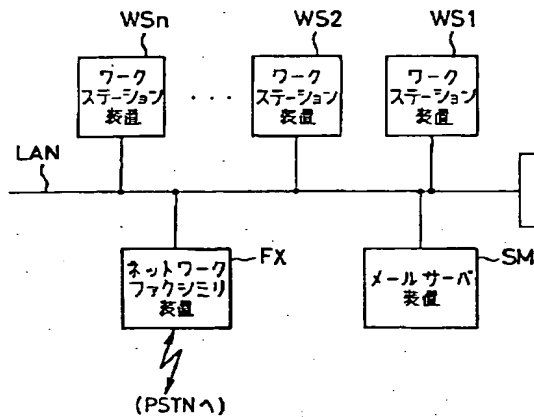 WSn
WS2
WS1
ワーク
ステーション
装置
. . .
ワーク
ステーション
装置
ワーク
ステーション
装置
LAN
ネットワーク
ファクシミリ
装置
FX
メールサーバ
装置
SM
(PSTNへ)